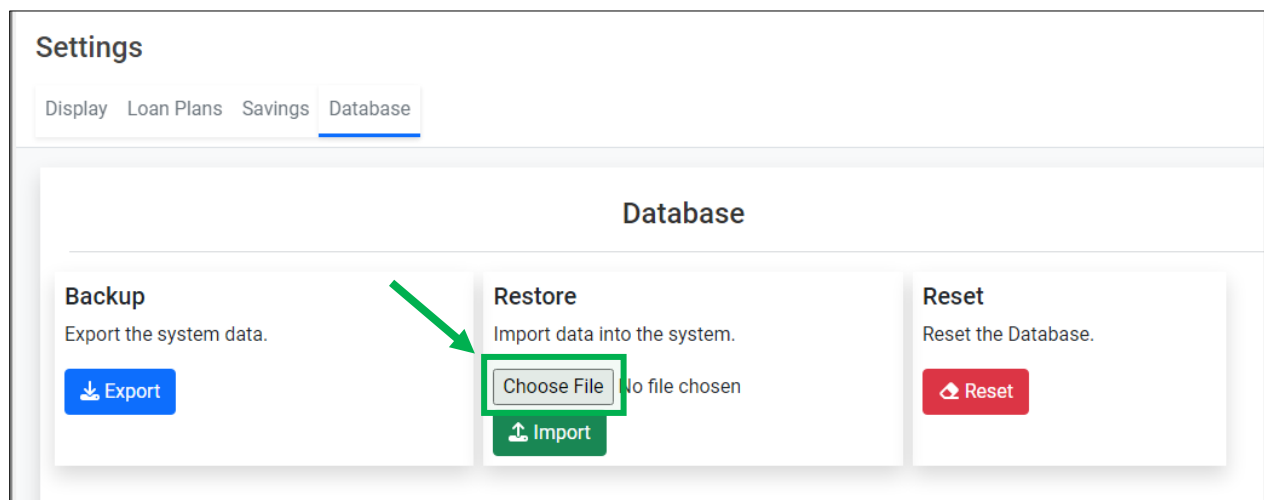 Settings
Display Loan Plans Savings Database
Database
Backup
Export the system data.
Export
Restore
Import data into the system.
Choose File No file chosen
Import
Reset
Reset the Database.
Reset